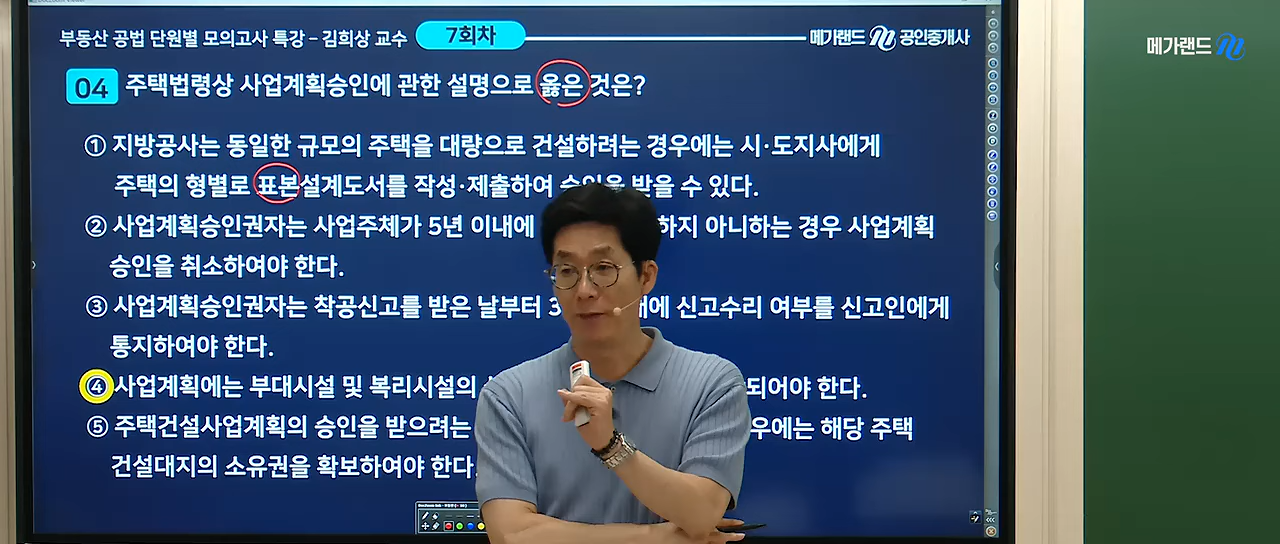 부동산 공법 단원별 모의고사 특강 – 김희상 교수 7회차 메가랜드 공인중개사
메가랜드
04 주택법령상 사업계획승인에 관한 설명으로 옳은 것은?
① 지방공사는 동일한 규모의 주택을 대량으로 건설하려는 경우에는 시·도지사에게
주택의 형별로 표본설계도서를 작성·제출하여 승인을 받을 수 있다.
② 사업계획승인권자는 사업주체가 5년 이내에 하지 아니하는 경우 사업계획
승인을 취소하여야 한다.
③ 사업계획승인권자는 착공신고를 받은 날부터 에 신고수리 여부를 신고인에게
통지하여야 한다.
④ 사업계획에는 부대시설 및 복리시설의 되어야 한다.
⑤ 주택건설사업계획의 승인을 받으려는 우에는 해당 주택
건설대지의 소유권을 확보하여야 한다.